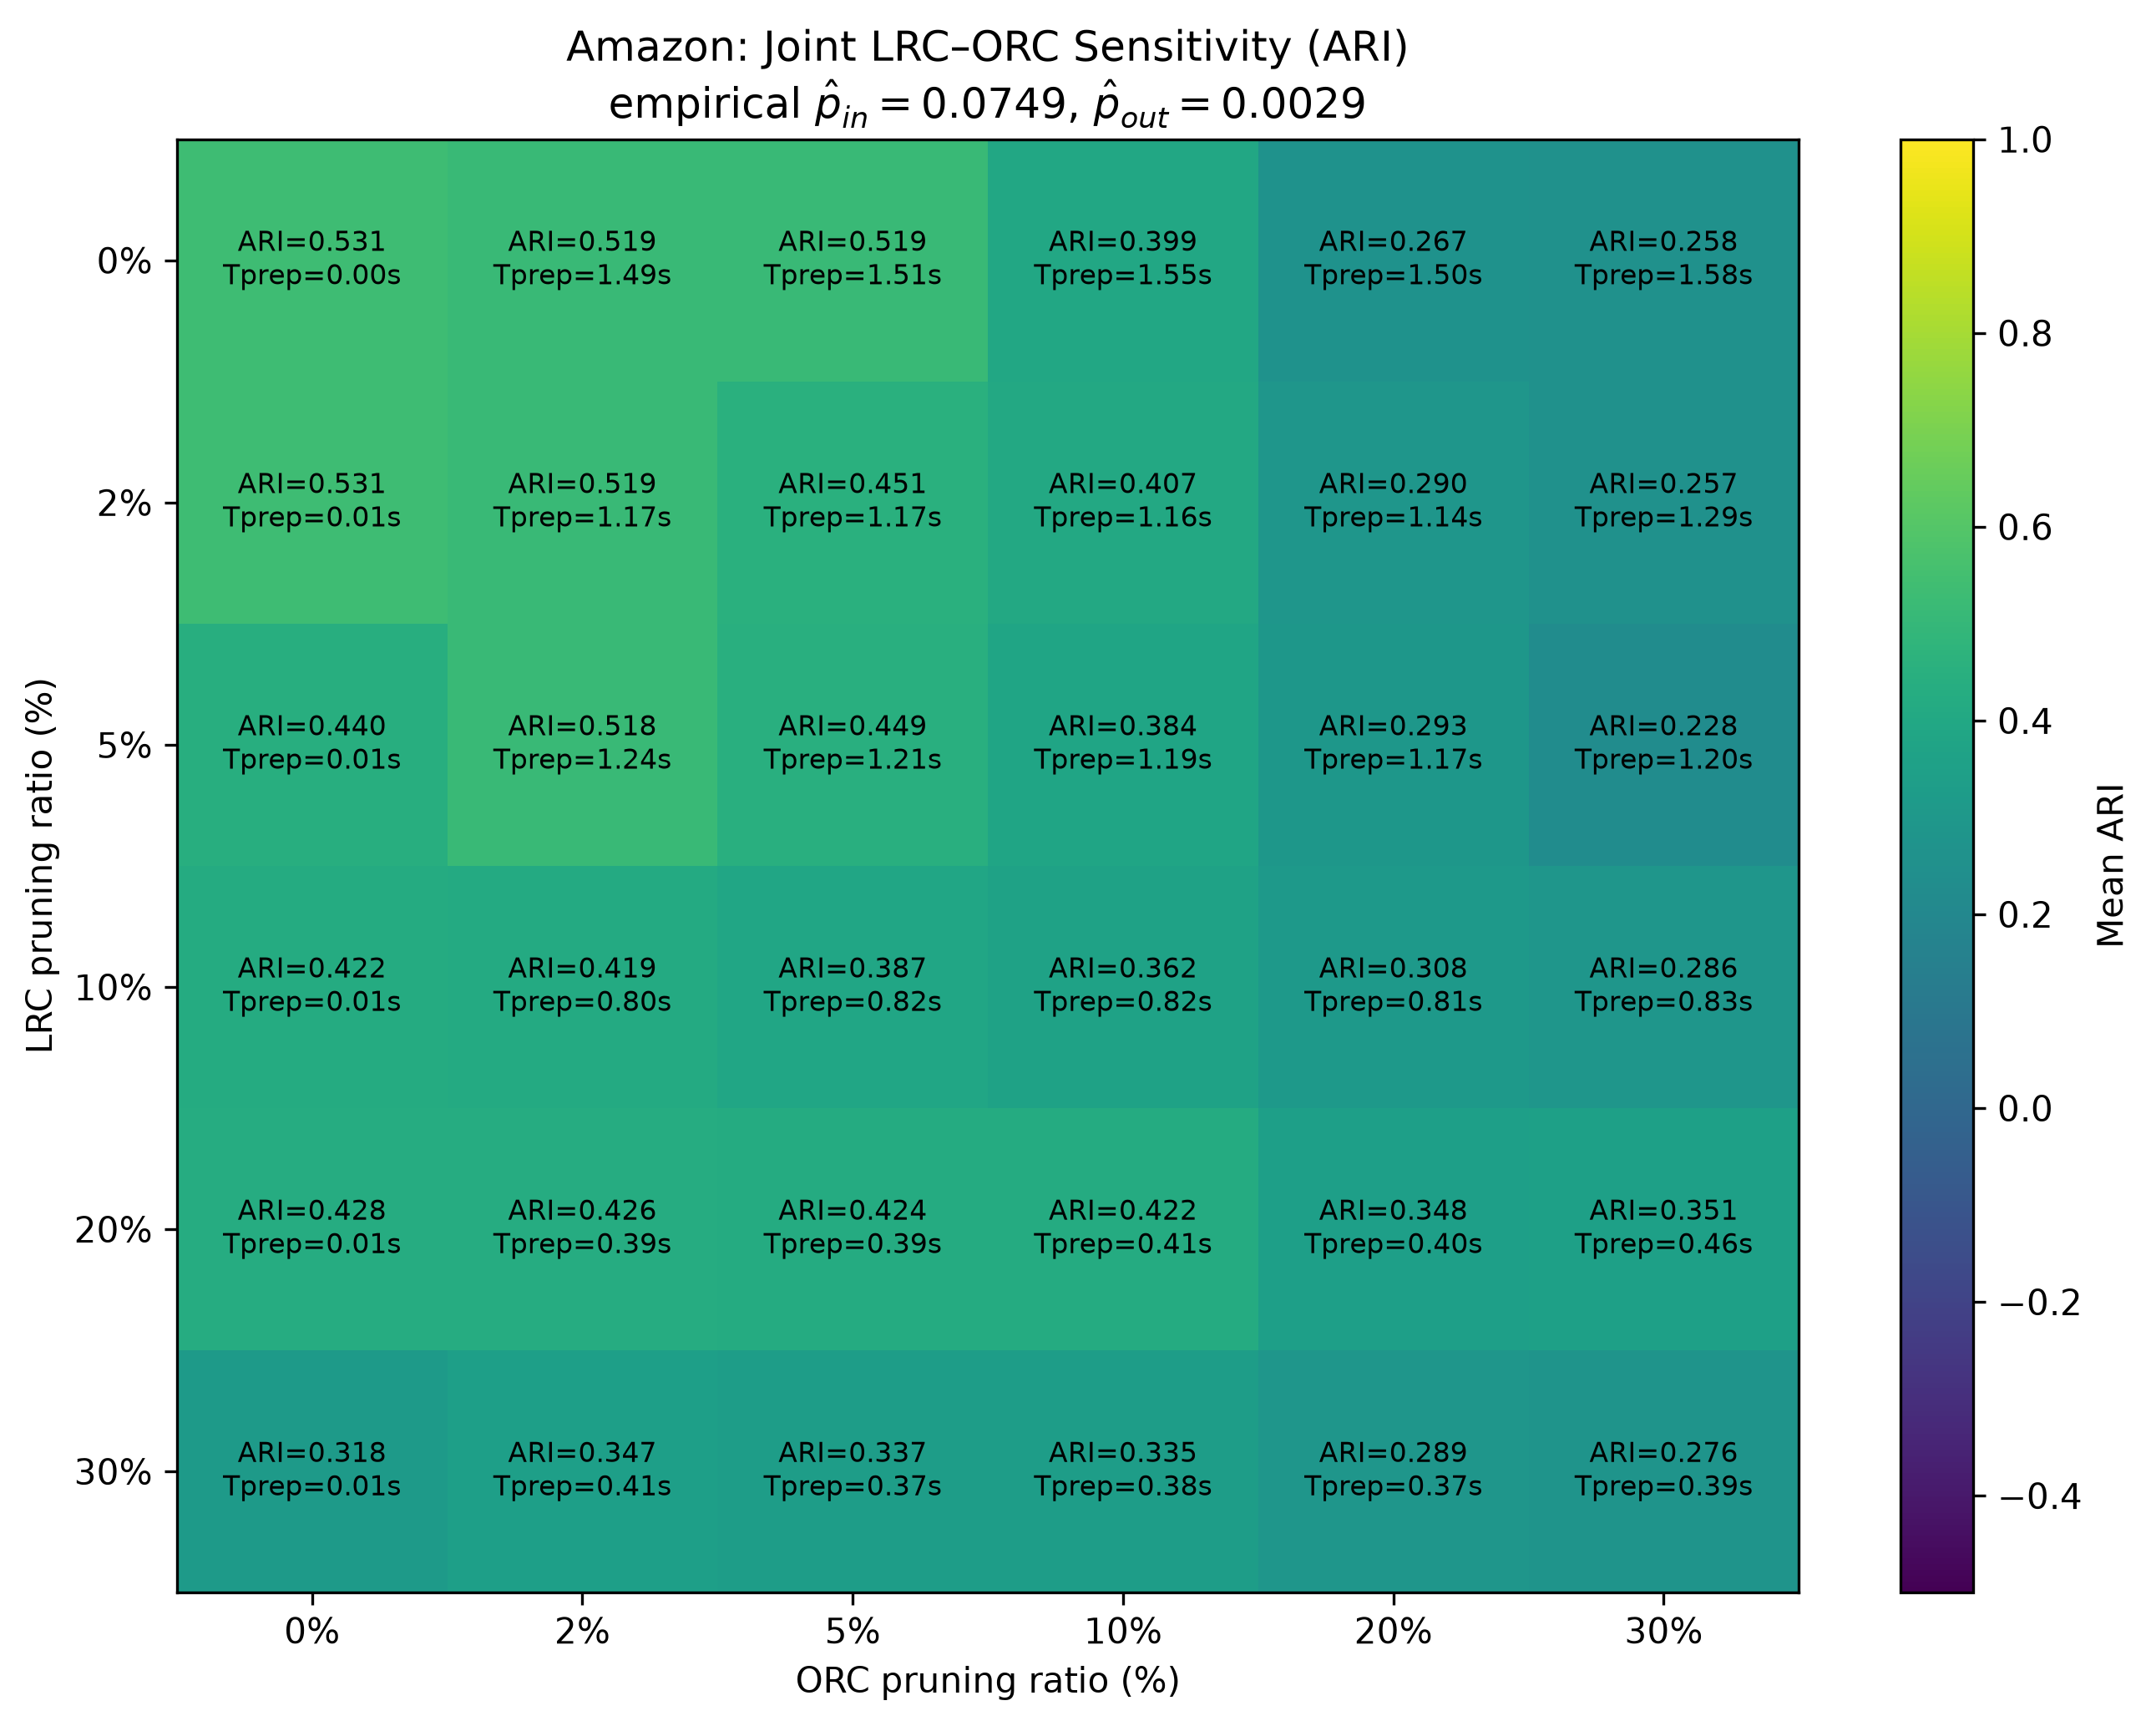 Amazon: Joint LRC–ORC Sensitivity (ARI)
empirical p̂_in = 0.0749, p̂_out = 0.0029
LRC pruning ratio (%)
0%
ARI=0.531
Tprep=0.00s
ARI=0.519
Tprep=1.49s
ARI=0.519
Tprep=1.51s
ARI=0.399
Tprep=1.55s
ARI=0.267
Tprep=1.50s
ARI=0.258
Tprep=1.58s
2%
ARI=0.531
Tprep=0.01s
ARI=0.519
Tprep=1.17s
ARI=0.451
Tprep=1.17s
ARI=0.407
Tprep=1.16s
ARI=0.290
Tprep=1.14s
ARI=0.257
Tprep=1.29s
5%
ARI=0.440
Tprep=0.01s
ARI=0.518
Tprep=1.24s
ARI=0.449
Tprep=1.21s
ARI=0.384
Tprep=1.19s
ARI=0.293
Tprep=1.17s
ARI=0.228
Tprep=1.20s
10%
ARI=0.422
Tprep=0.01s
ARI=0.419
Tprep=0.80s
ARI=0.387
Tprep=0.82s
ARI=0.362
Tprep=0.82s
ARI=0.308
Tprep=0.81s
ARI=0.286
Tprep=0.83s
20%
ARI=0.428
Tprep=0.01s
ARI=0.426
Tprep=0.39s
ARI=0.424
Tprep=0.39s
ARI=0.422
Tprep=0.41s
ARI=0.348
Tprep=0.40s
ARI=0.351
Tprep=0.46s
30%
ARI=0.318
Tprep=0.01s
ARI=0.347
Tprep=0.41s
ARI=0.337
Tprep=0.37s
ARI=0.335
Tprep=0.38s
ARI=0.289
Tprep=0.37s
ARI=0.276
Tprep=0.39s
0%
2%
5%
10%
20%
30%
ORC pruning ratio (%)
1.0
0.8
0.6
0.4
0.2
0.0
−0.2
−0.4
Mean ARI